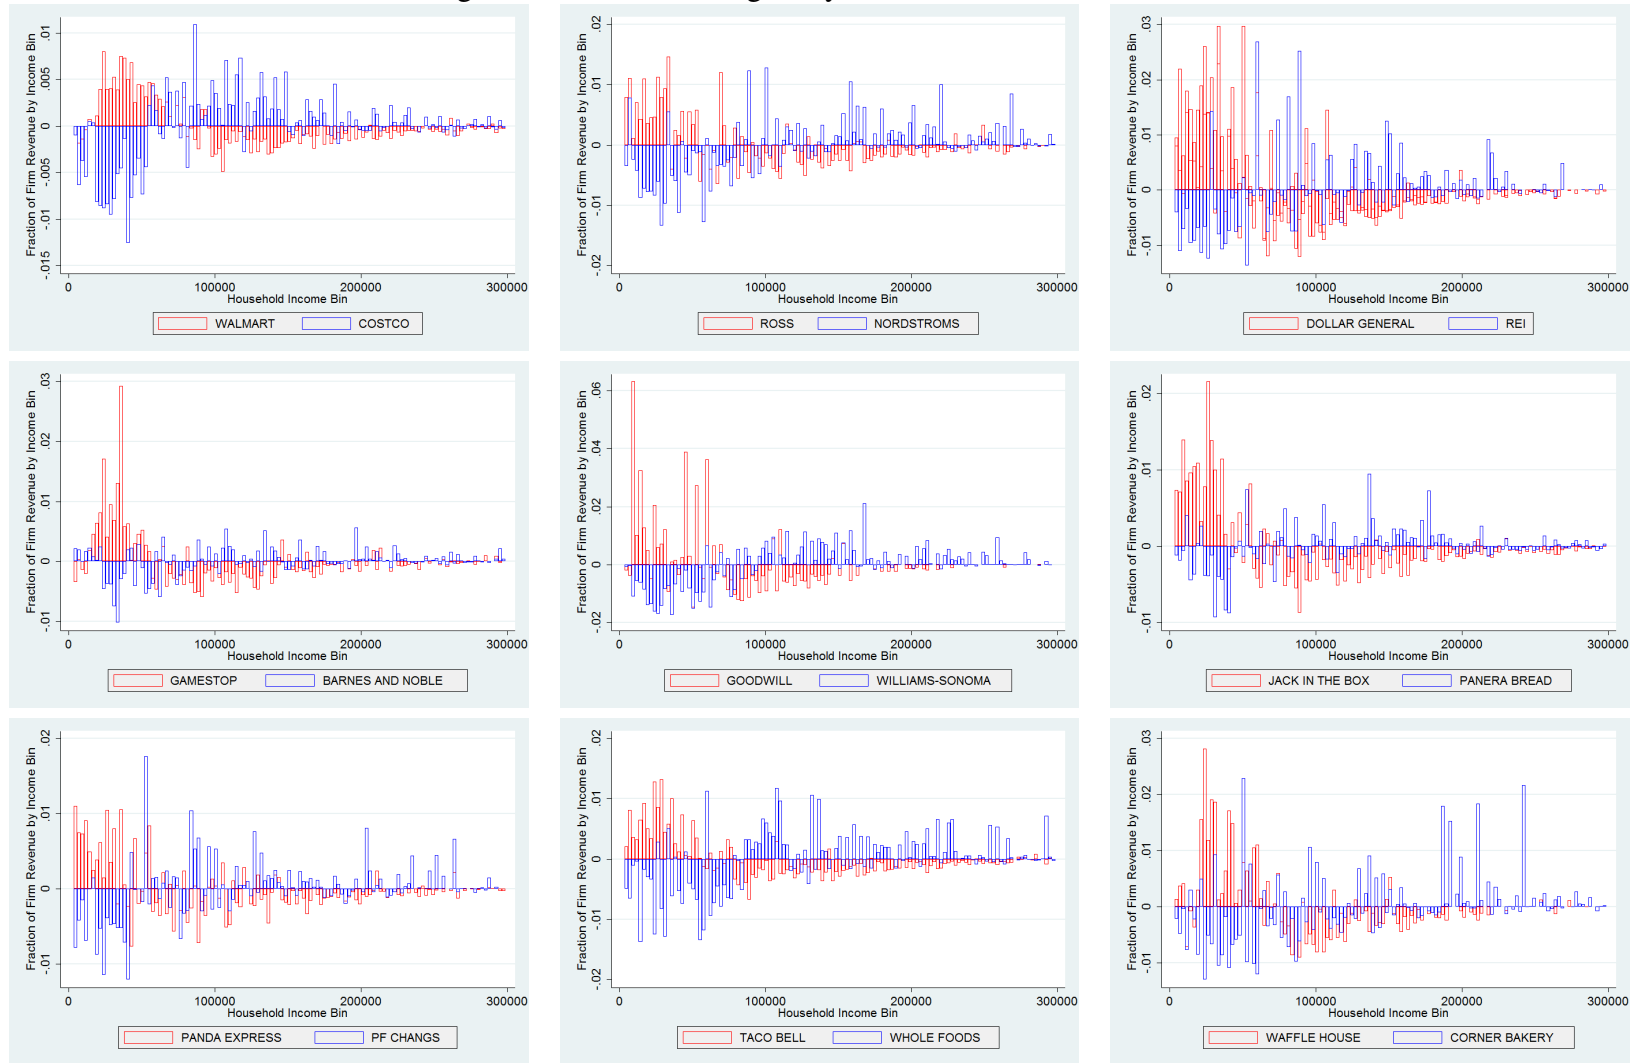 .01
.005
0
-.005
-.01
-.015
Fraction of Firm Revenue by Income Bin
0 100000 200000 300000
Household Income Bin
WALMART COSTCO
.02
.01
0
-.01
-.02
Fraction of Firm Revenue by Income Bin
0 100000 200000 300000
Household Income Bin
ROSS NORDSTROMS
.03
.02
.01
0
-.01
Fraction of Firm Revenue by Income Bin
0 100000 200000 300000
Household Income Bin
DOLLAR GENERAL REI
.03
.02
.01
0
-.01
Fraction of Firm Revenue by Income Bin
0 100000 200000 300000
Household Income Bin
GAMESTOP BARNES AND NOBLE
.06
.04
.02
0
-.02
Fraction of Firm Revenue by Income Bin
0 100000 200000 300000
Household Income Bin
GOODWILL WILLIAMS-SONOMA
.02
.01
0
-.01
Fraction of Firm Revenue by Income Bin
0 100000 200000 300000
Household Income Bin
JACK IN THE BOX PANERA BREAD
.02
.01
0
-.01
Fraction of Firm Revenue by Income Bin
0 100000 200000 300000
Household Income Bin
PANDA EXPRESS PF CHANGS
.02
.01
0
-.01
-.02
Fraction of Firm Revenue by Income Bin
0 100000 200000 300000
Household Income Bin
TACO BELL WHOLE FOODS
.03
.02
.01
0
-.01
Fraction of Firm Revenue by Income Bin
0 100000 200000 300000
Household Income Bin
WAFFLE HOUSE CORNER BAKERY